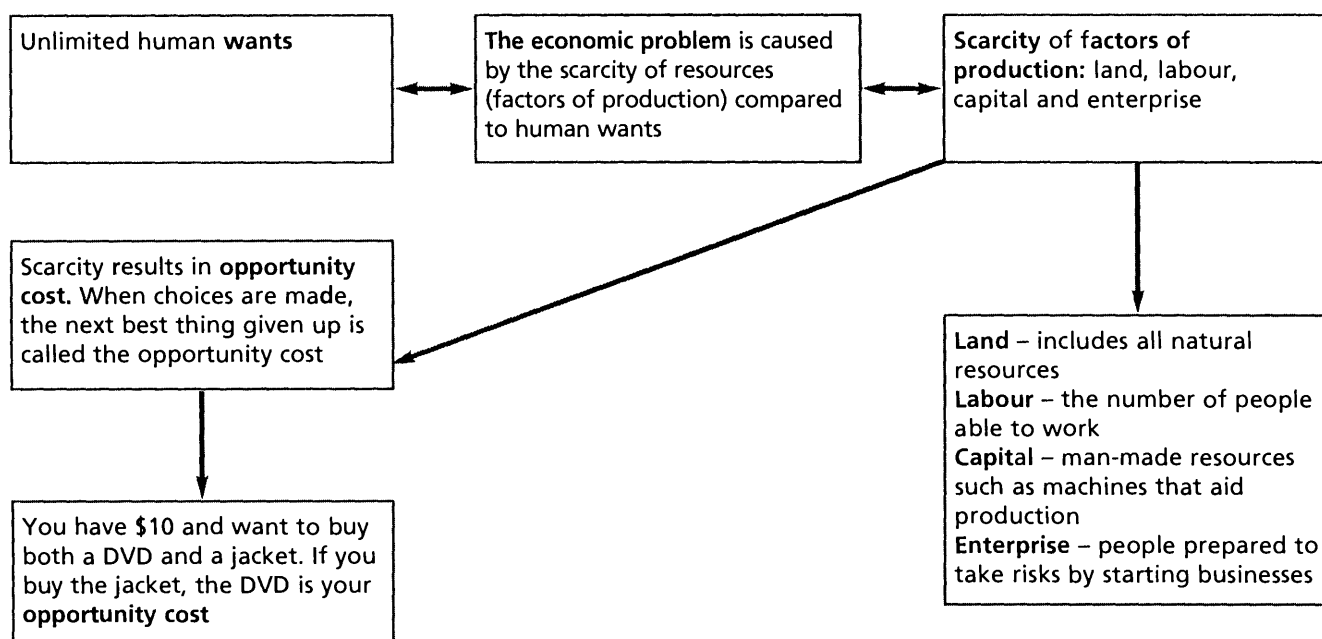 Unlimited human wants
The economic problem is caused
by the scarcity of resources
(factors of production) compared
to human wants
Scarcity of factors of
production: land, labour,
capital and enterprise
Scarcity results in opportunity
cost. When choices are made,
the next best thing given up is
called the opportunity cost
Land – includes all natural
resources
Labour – the number of people
able to work
Capital – man-made resources
such as machines that aid
production
Enterprise – people prepared to
take risks by starting businesses
You have $10 and want to buy
both a DVD and a jacket. If you
buy the jacket, the DVD is your
opportunity cost